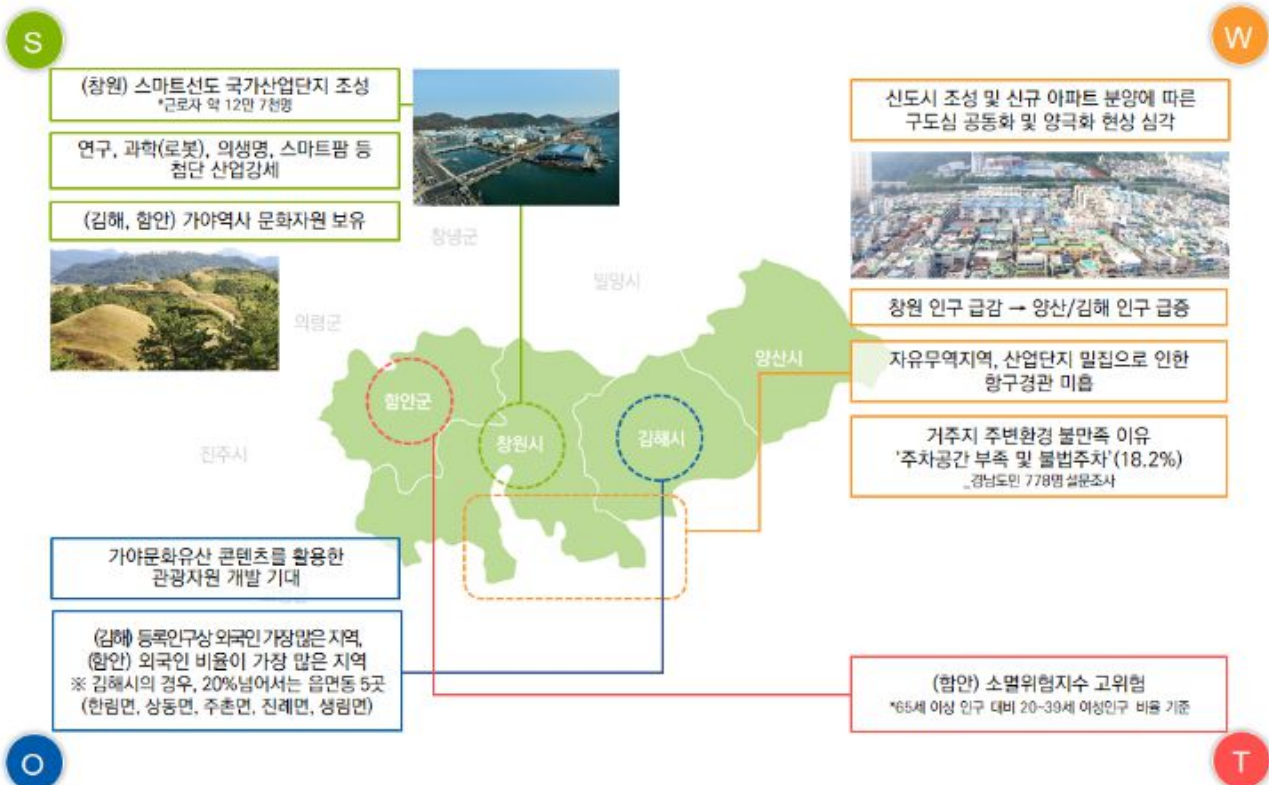 S
(창원) 스마트선도 국가산업단지 조성
*근로자 약 12만 7천명
연구, 과학(로봇), 의생명, 스마트팜 등
첨단 산업강세
(김해, 함안) 가야역사 문화자원 보유
W
신도시 조성 및 신규 아파트 분양에 따른
구도심 공동화 및 양극화 현상 심각
창원 인구 급감 → 양산/김해 인구 급증
자유무역지역, 산업단지 밀집으로 인한
항구경관 미흡
거주지 주변환경 불만족 이유
'주차공간 부족 및 불법주차'(18.2%)
_경남도민 778명 설문조사
창녕군
밀양시
의령군
양산시
함안군
창원시
김해시
진주시
가야문화유산 콘텐츠를 활용한
관광자원 개발 기대
(김해) 등록인구상 외국인 가장많은 지역,
(함안) 외국인 비율이 가장 많은 지역
※ 김해시의 경우, 20%넘어서는 읍면동 5곳
(한림면, 상동면, 주촌면, 진례면, 생림면)
O
(함안) 소멸위험지수 고위험
*65세 이상 인구 대비 20~39세 여성인구 비율 기준
T